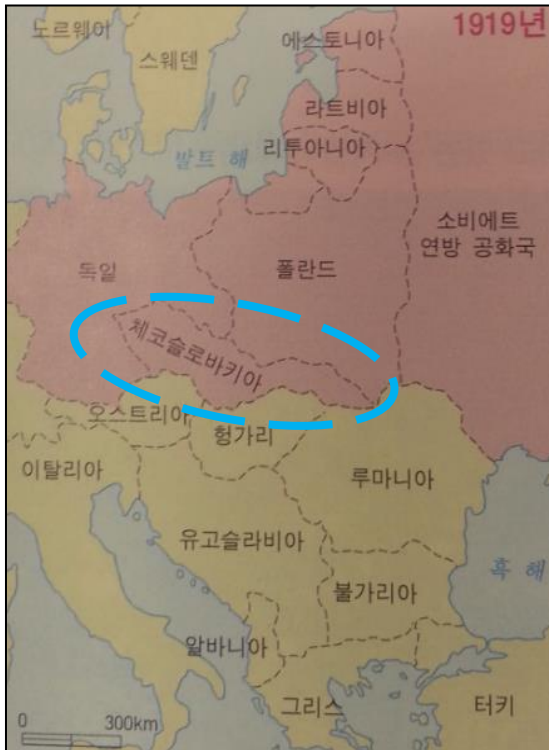 1919년
노르웨이
스웨덴
에스토니아
라트비아
발트 해
리투아니아
소비에트
연방 공화국
독일
폴란드
체코슬로바키아
오스트리아
헝가리
이탈리아
루마니아
유고슬라비아
흑 해
불가리아
알바니아
그리스
터키
0 300km